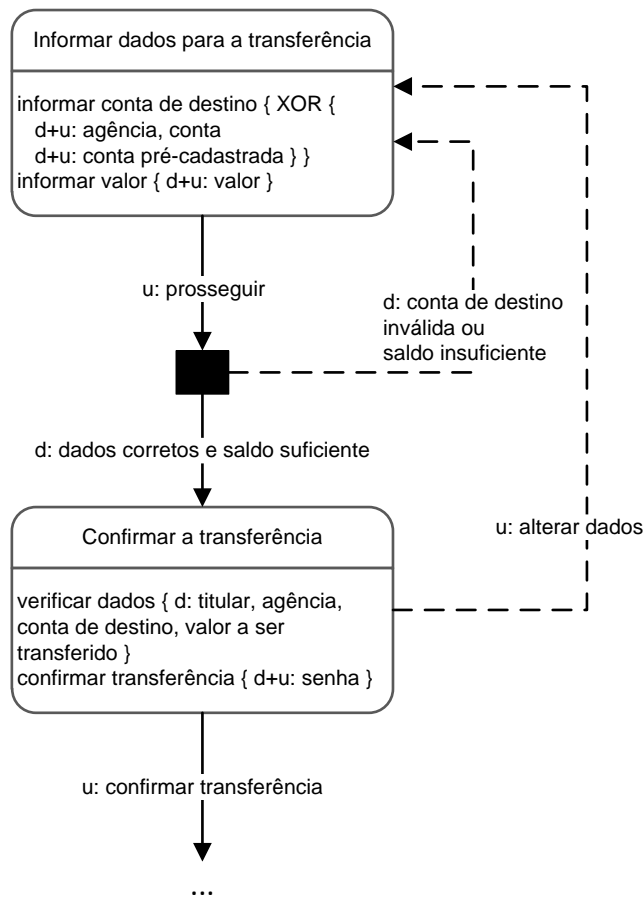 Informar dados para a transferência
informar conta de destino { XOR {
d+u: agência, conta
d+u: conta pré-cadastrada } }
informar valor { d+u: valor }
u: prosseguir
d: conta de destino
inválida ou
saldo insuficiente
d: dados corretos e saldo suficiente
Confirmar a transferência
u: alterar dados
verificar dados { d: titular, agência,
conta de destino, valor a ser
transferido }
confirmar transferência { d+u: senha }
u: confirmar transferência
...